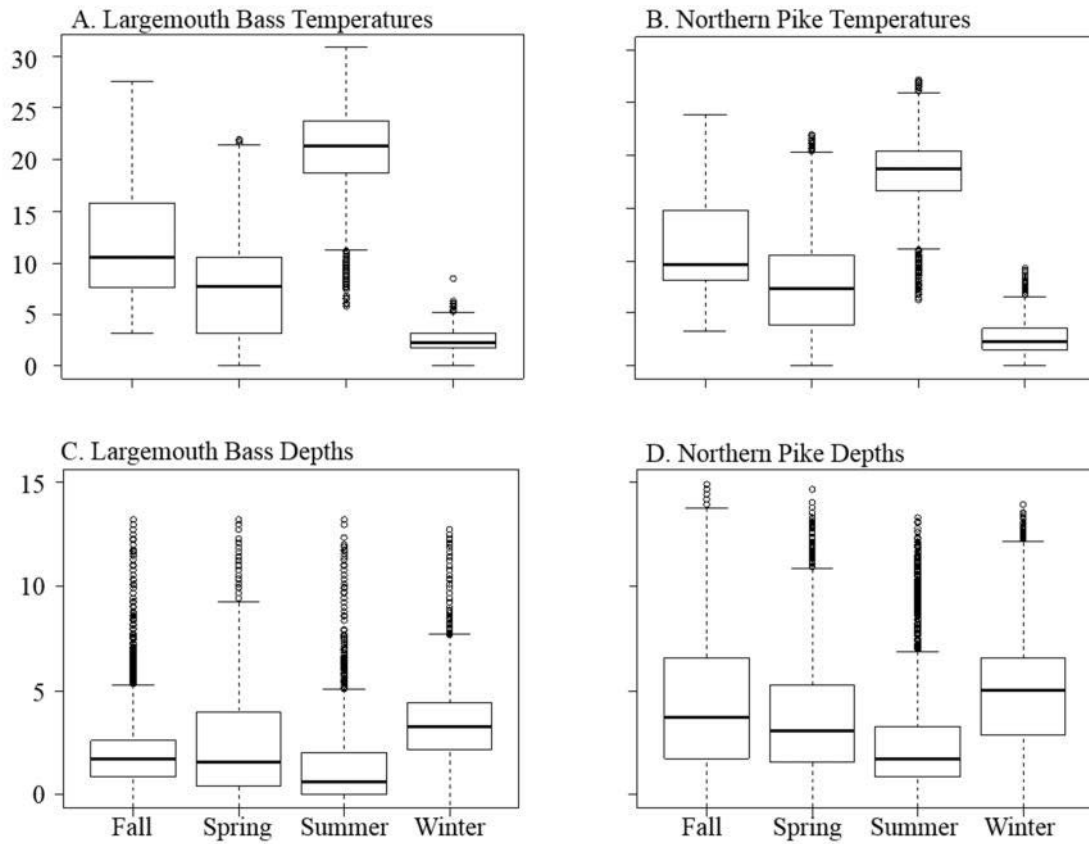 A. Largemouth Bass Temperatures
B. Northern Pike Temperatures
30
25
20
15
10
5
0
C. Largemouth Bass Depths
D. Northern Pike Depths
15
10
5
0
Fall Spring Summer Winter
Fall Spring Summer Winter